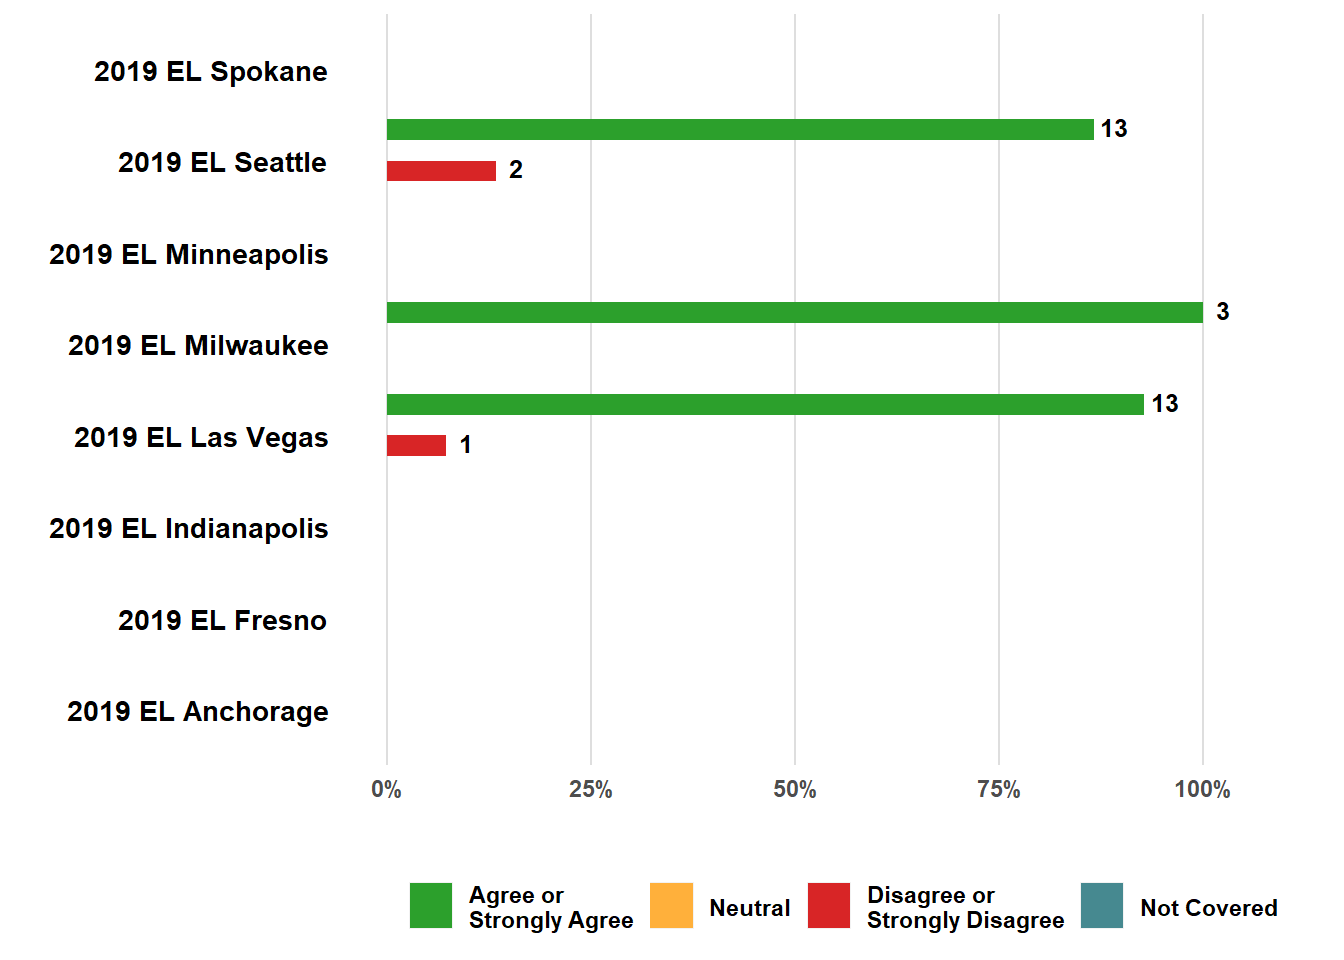 2019 EL Spokane
13
2019 EL Seattle
2
2019 EL Minneapolis
3
2019 EL Milwaukee
13
2019 EL Las Vegas
1
2019 EL Indianapolis
2019 EL Fresno
2019 EL Anchorage
0% 25% 50% 75% 100%
Agree or
Strongly Agree
Neutral
Disagree or
Strongly Disagree
Not Covered